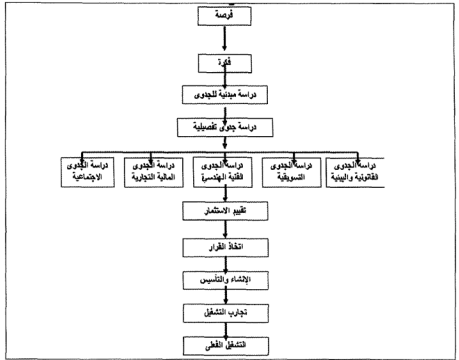 فرصة
فكرة
دراسة مبدئية للجدوى
دراسة جدوى تفصيلية
دراسة الجدوى
القانونية والبيئية
دراسة الجدوى
التسويقية
دراسة الجدوى
الفنية الهندسية
دراسة الجدوى
المالية التجارية
دراسة الجدوى
الاجتماعية
تقييم الاستثمار
اتخاذ القرار
الإنشاء والتأسيس
تجارب التشغيل
التشغيل الفعلى